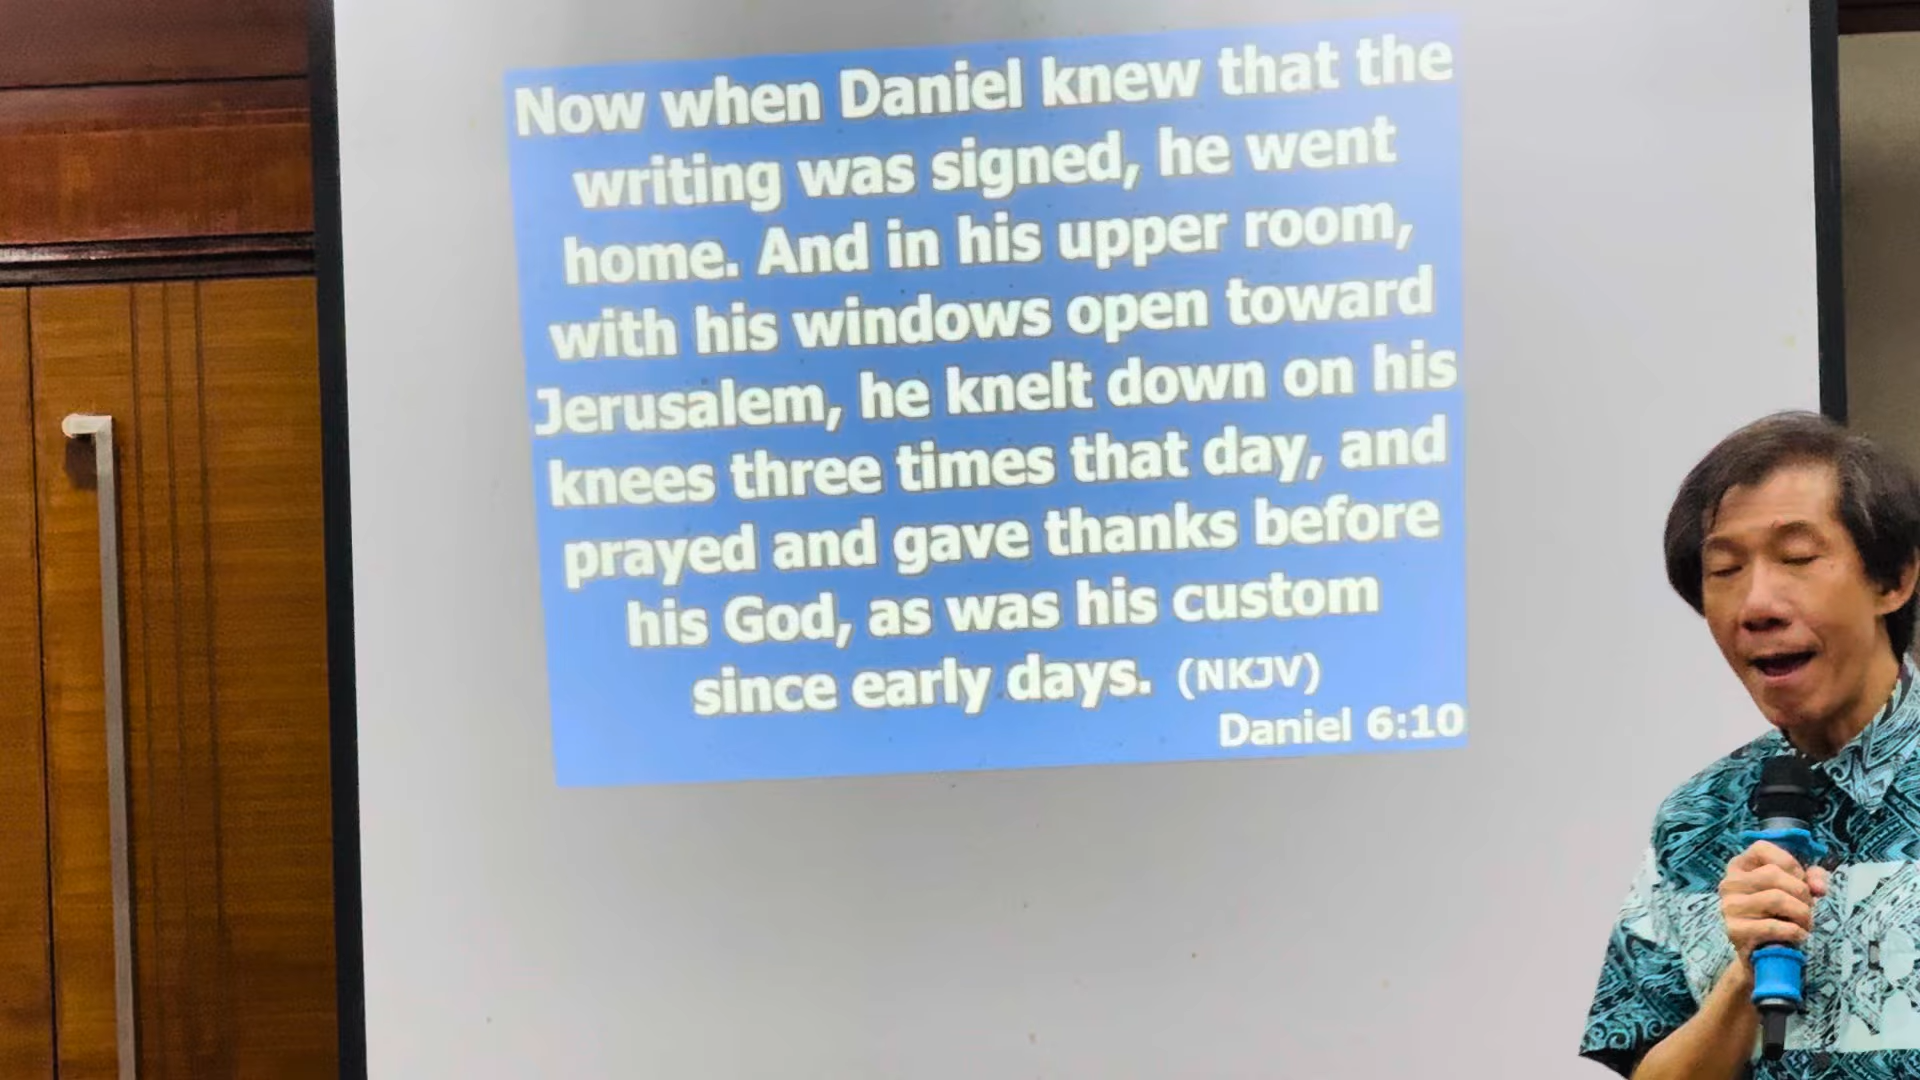 Now when Daniel knew that the
writing was signed, he went
home. And in his upper room,
with his windows open toward
Jerusalem, he knelt down on his
knees three times that day, and
prayed and gave thanks before
his God, as was his custom
since early days. (NKJV)
Daniel 6:10